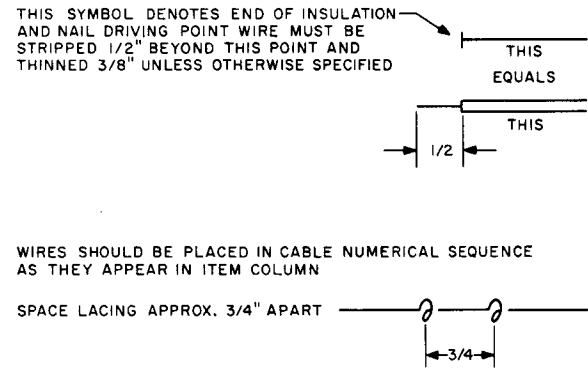 THIS SYMBOL DENOTES END OF INSULATION
AND NAIL DRIVING POINT WIRE MUST BE
STRIPPED 1/2" BEYOND THIS POINT AND
THINNED 3/8" UNLESS OTHERWISE SPECIFIED
THIS
EQUALS
THIS
1/2
WIRES SHOULD BE PLACED IN CABLE NUMERICAL SEQUENCE
AS THEY APPEAR IN ITEM COLUMN
SPACE LACING APPROX. 3/4" APART
3/4